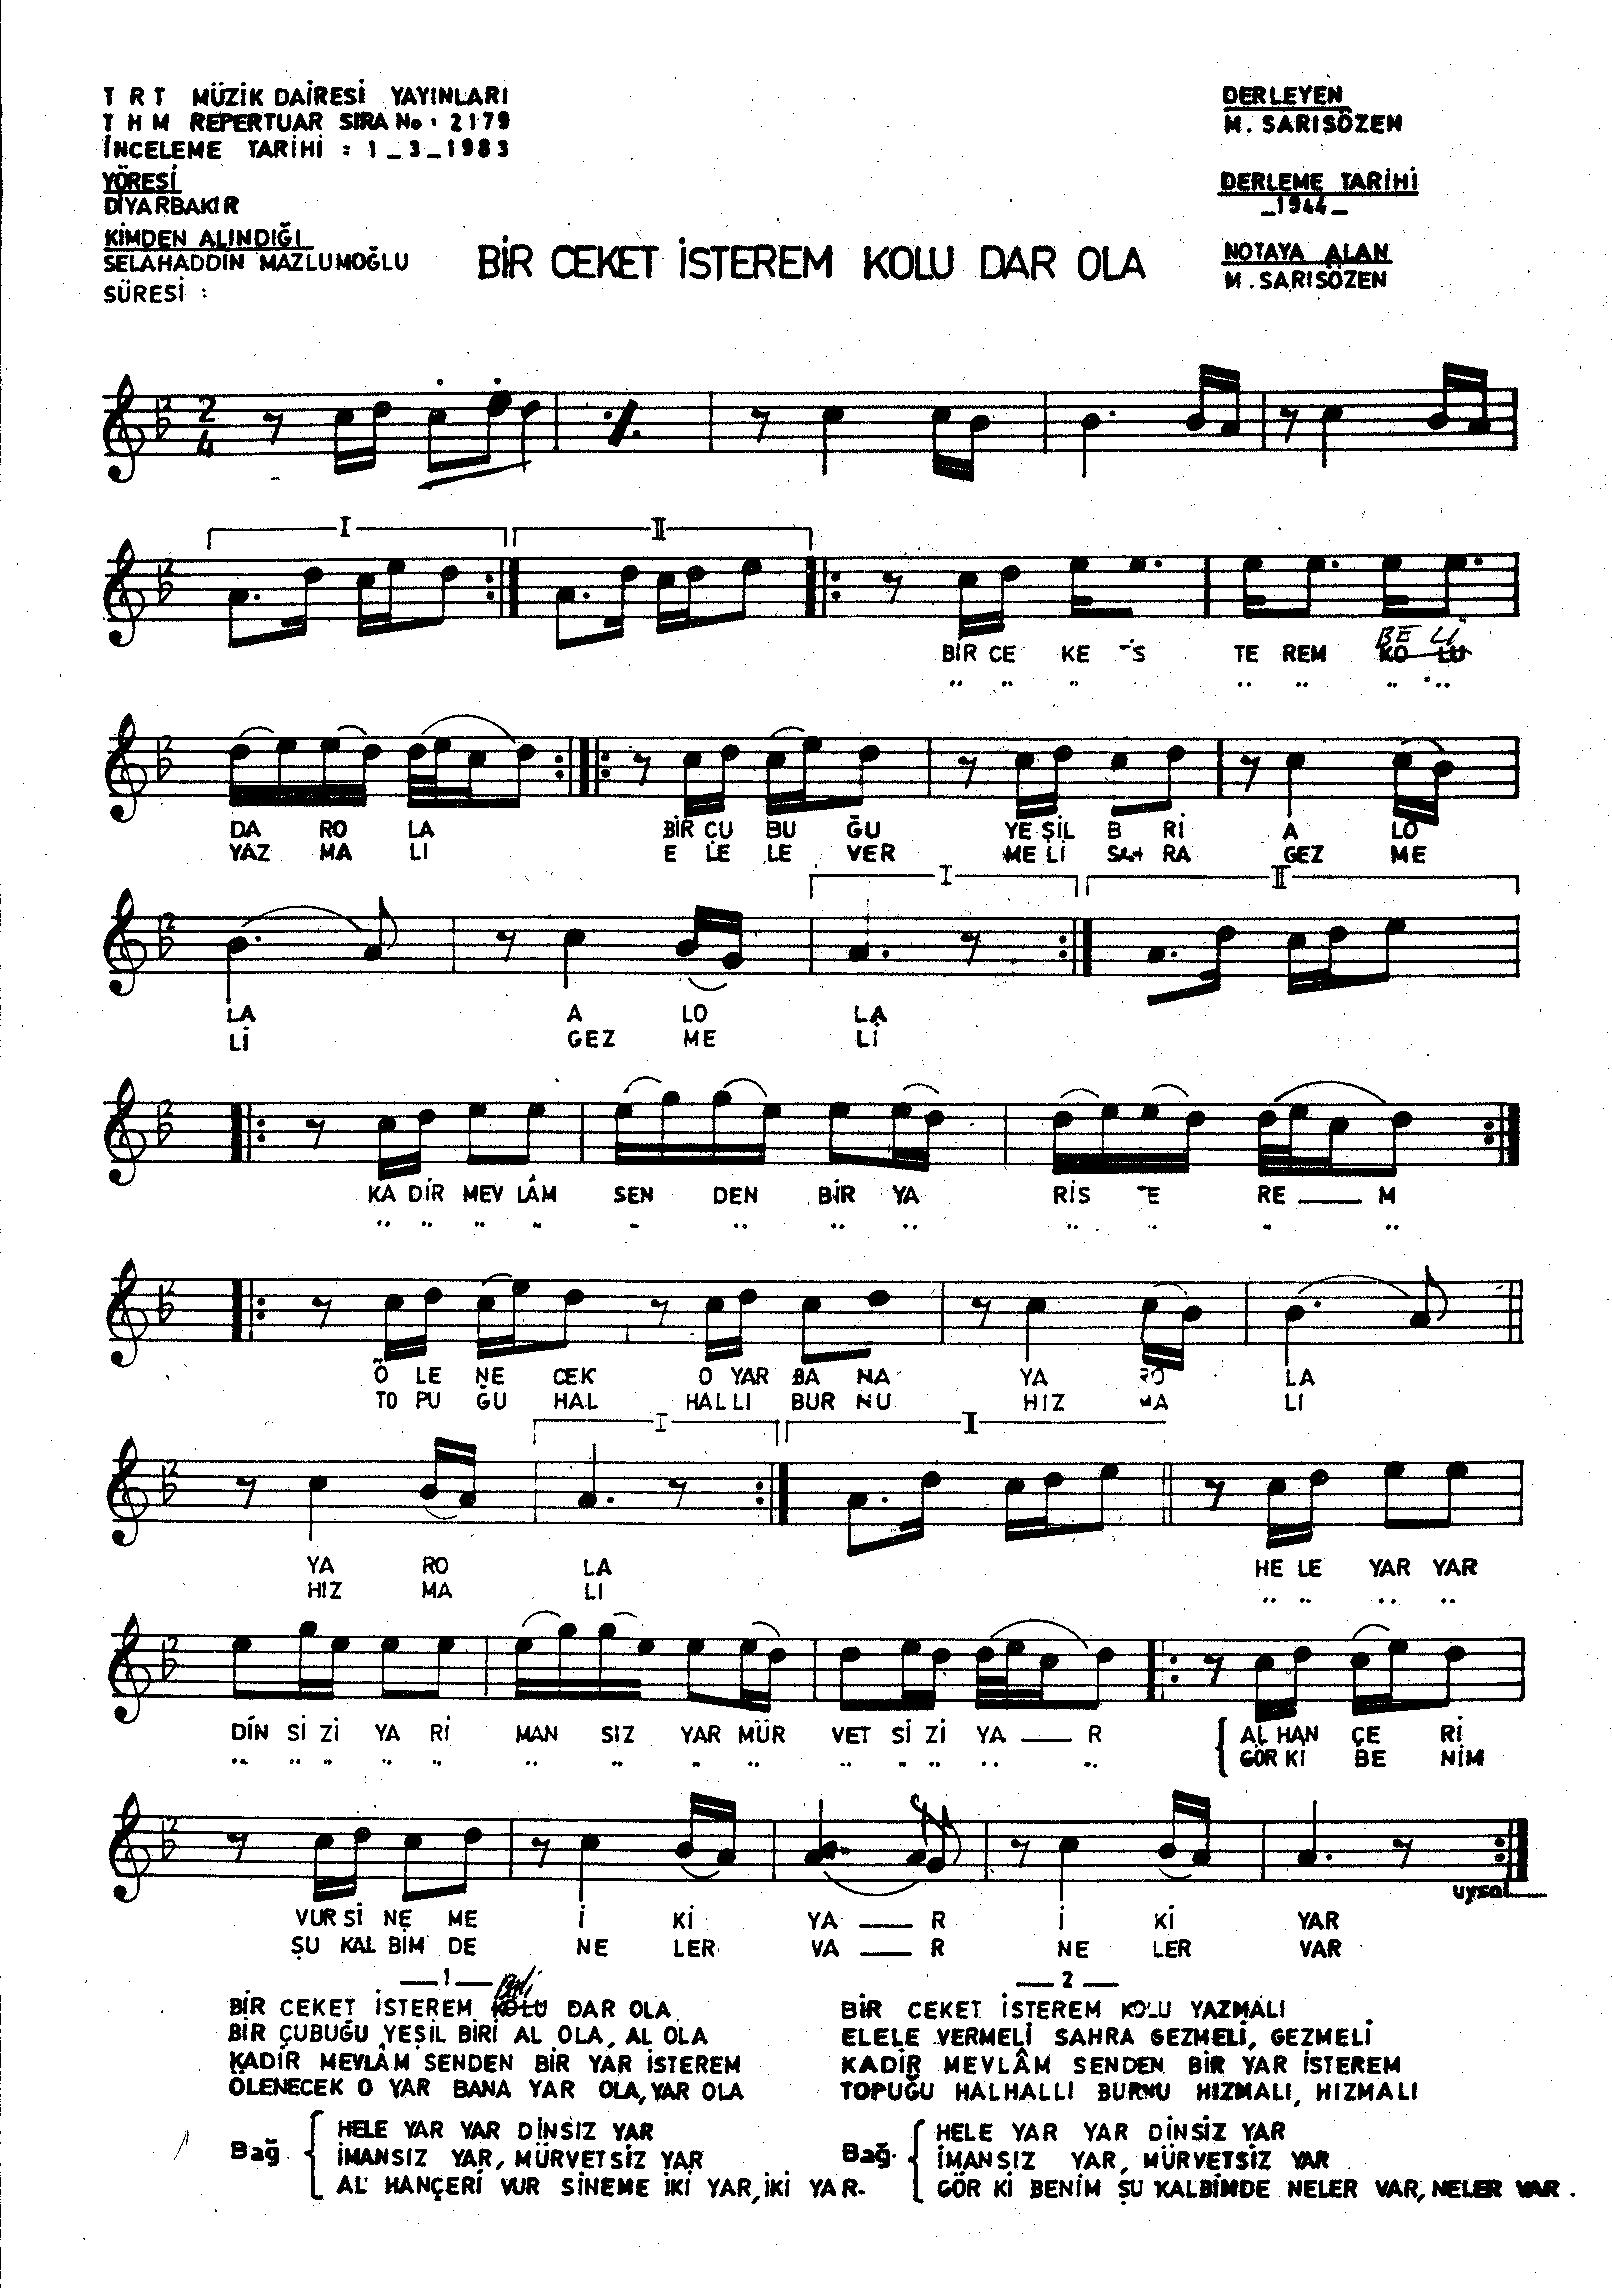 T R T MÜZİK DAİRESİ YAYINLARI
T H M REPERTUAR SIRA No : 2179
İNCELEME TARİHİ : 1_3_1983
YÖRESİ
DİYARBAKIR
KİMDEN ALINDIĞI
SELAHADDİN MAZLUMOĞLU
SÜRESİ :
DERLEYEN
M. SARISÖZEN
DERLEME TARİHİ
_1944_
NOTAYA ALAN
M. SARISÖZEN
BİR CEKET İSTEREM KOLU DAR OLA
2
4
I II
BİR CE KE İS TE REM KO LU
BE Lİ
DA RO LA BİR ÇU BU ĞU YE ŞİL B Rİ A LO
YAZ MA LI E LE LE VER ME Lİ SAH RA GEZ ME
I II
LA A LO LA
Lİ GEZ ME Lİ
KA DİR MEV LÂM SEN DEN BİR YA RİS TE RE M
Ö LE NE CEK O YAR BA NA YA RO LA
TO PU ĞU HAL HAL LI BUR NU HIZ MA LI
I II
YA RO LA HE LE YAR YAR
HIZ MA LI
DİN Sİ Zİ YA Rİ MAN SIZ YAR MÜR VET Sİ Zİ YA R AL HAN ÇE Rİ
GÖR Kİ BE NİM
uysal
VUR Sİ NE ME İ Kİ YA R İ Kİ YAR
ŞU KAL BİM DE NE LER VA R NE LER VAR
1
BİR CEKET İSTEREM KOLU DAR OLA
Beli
BİR ÇUBUĞU YEŞİL BİRİ AL OLA, AL OLA
KADİR MEVLÂM SENDEN BİR YAR İSTEREM
ÖLENECEK O YAR BANA YAR OLA, YAR OLA
Bağ
HELE YAR YAR DİNSİZ YAR
İMANSIZ YAR, MÜRVETSİZ YAR
AL HANÇERİ VUR SİNEME İKİ YAR, İKİ YAR.
2
BİR CEKET İSTEREM KOLU YAZMALI
ELELE VERMELİ SAHRA GEZMELİ, GEZMELİ
KADİR MEVLÂM SENDEN BİR YAR İSTEREM
TOPUĞU HALHALLI BURNU HIZMALI, HIZMALI
Bağ.
HELE YAR YAR DİNSİZ YAR
İMANSIZ YAR, MÜRVETSİZ YAR
GÖR Kİ BENİM ŞU KALBİMDE NELER VAR, NELER VAR.